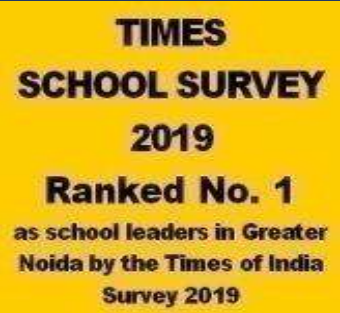 TIMES
SCHOOL SURVEY
2019
Ranked No. 1
as school leaders in Greater
Noida by the Times of India
Survey 2019